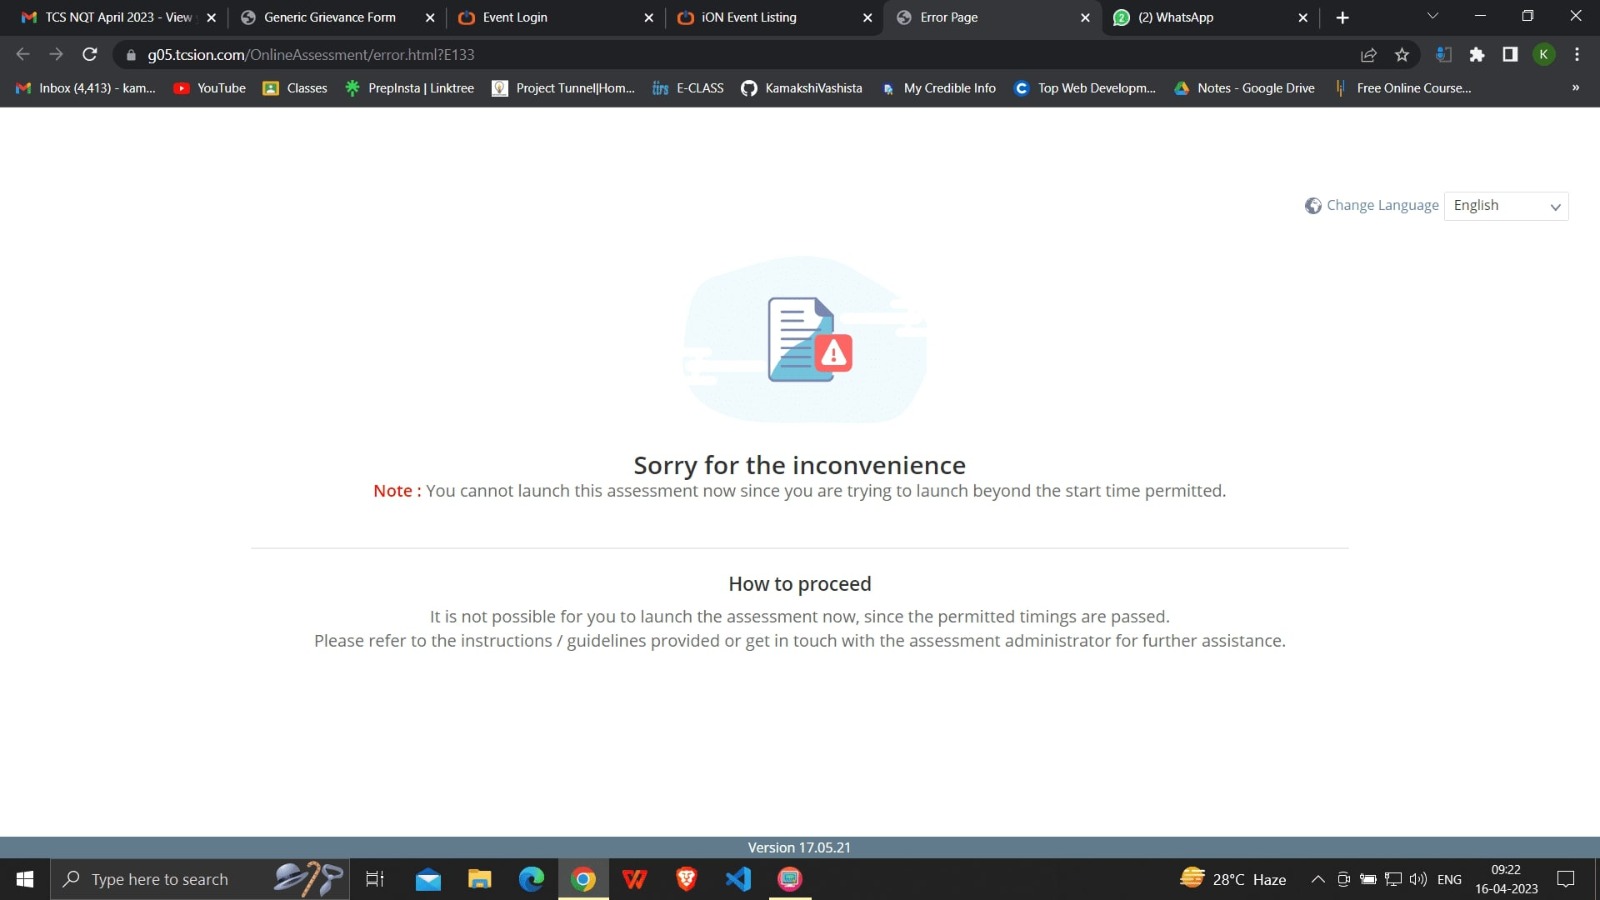 TCS NQT April 2023 - View
Generic Grievance Form
Event Login
iON Event Listing
Error Page
(2) WhatsApp
g05.tcsion.com/OnlineAssessment/error.html?E133
K
Inbox (4,413) - kam...
YouTube
Classes
PrepInsta | Linktree
Project Tunnel|Hom...
E-CLASS
KamakshiVashista
My Credible Info
Top Web Developm...
Notes - Google Drive
Free Online Course...
»
Change Language
English
Sorry for the inconvenience
Note : You cannot launch this assessment now since you are trying to launch beyond the start time permitted.
How to proceed
It is not possible for you to launch the assessment now, since the permitted timings are passed.
Please refer to the instructions / guidelines provided or get in touch with the assessment administrator for further assistance.
Version 17.05.21
Type here to search
28°C Haze
ENG
09:22
16-04-2023